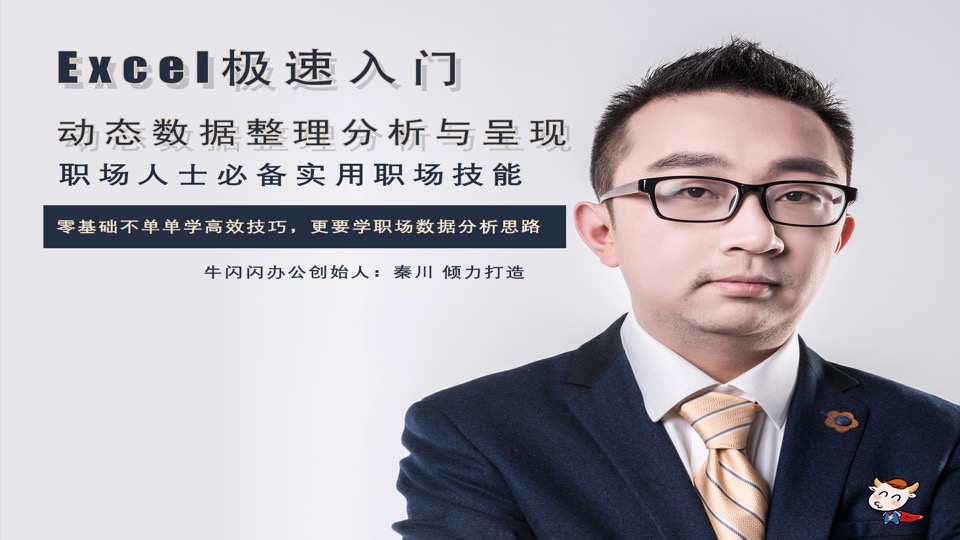 Excel极速入门
动态数据整理分析与呈现
职场人士必备实用职场技能
零基础不单单学高效技巧，更要学职场数据分析思路
牛闪闪办公创始人：秦川 倾力打造